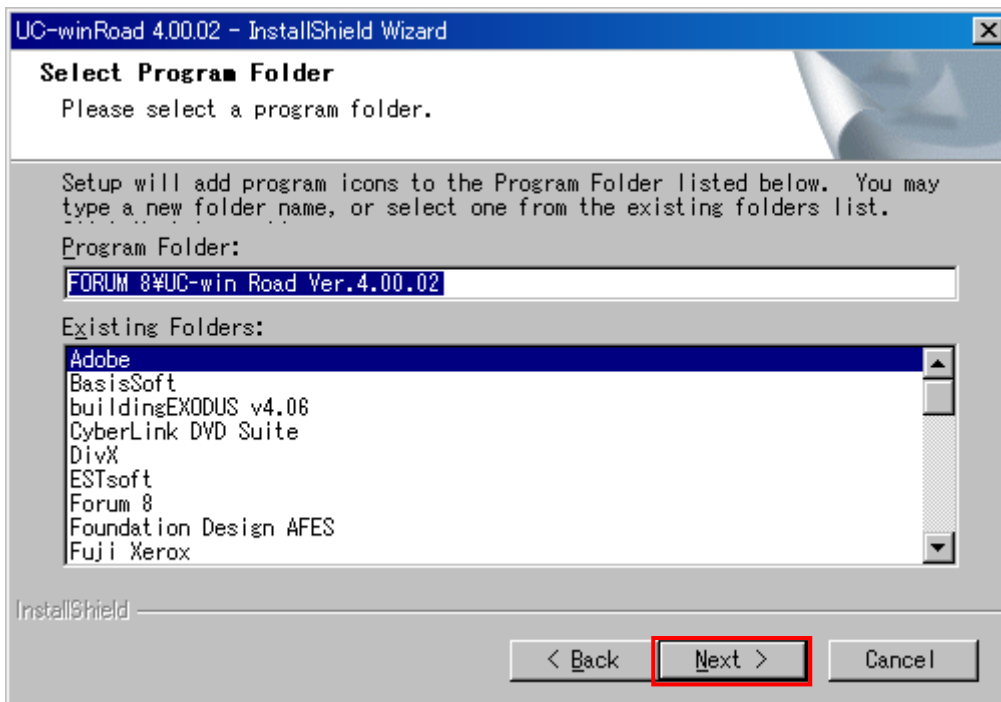 UC-winRoad 4.00.02 - InstallShield Wizard
Select Program Folder
Please select a program folder.
Setup will add program icons to the Program Folder listed below.  You may
type a new folder name, or select one from the existing folders list.
Program Folder:
FORUM 8¥UC-win Road Ver.4.00.02
Existing Folders:
Adobe
BasisSoft
buildingEXODUS v4.06
CyberLink DVD Suite
DivX
ESTsoft
Forum 8
Foundation Design AFES
Fuji Xerox
InstallShield
< Back
Next >
Cancel